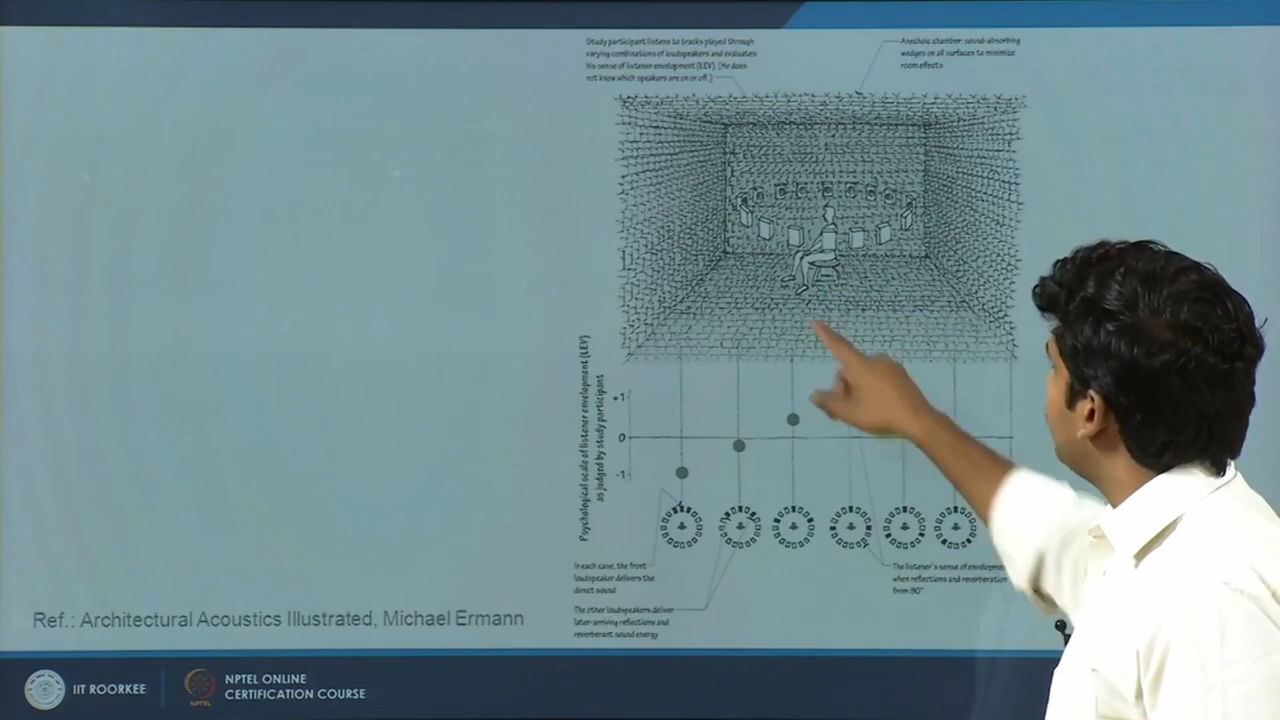 Study participant listens to tracks played through
varying combinations of loudspeakers and evaluates
his sense of listener envelopment (LEV). [He does
not know which speakers are on or off.]
Anechoic chamber: sound-absorbing
wedges on all surfaces to minimize
room effects
Psychological scale of listener envelopment (LEV)
as judged by study participant
+1
0
-1
In each case, the front
loudspeaker delivers the
direct sound
The other loudspeakers deliver
later-arriving reflections and
reverberant sound energy
The listener's sense of
when reflections and reverberation
from 90°
Ref.: Architectural Acoustics Illustrated, Michael Ermann
IIT ROORKEE
NPTEL
NPTEL ONLINE
CERTIFICATION COURSE